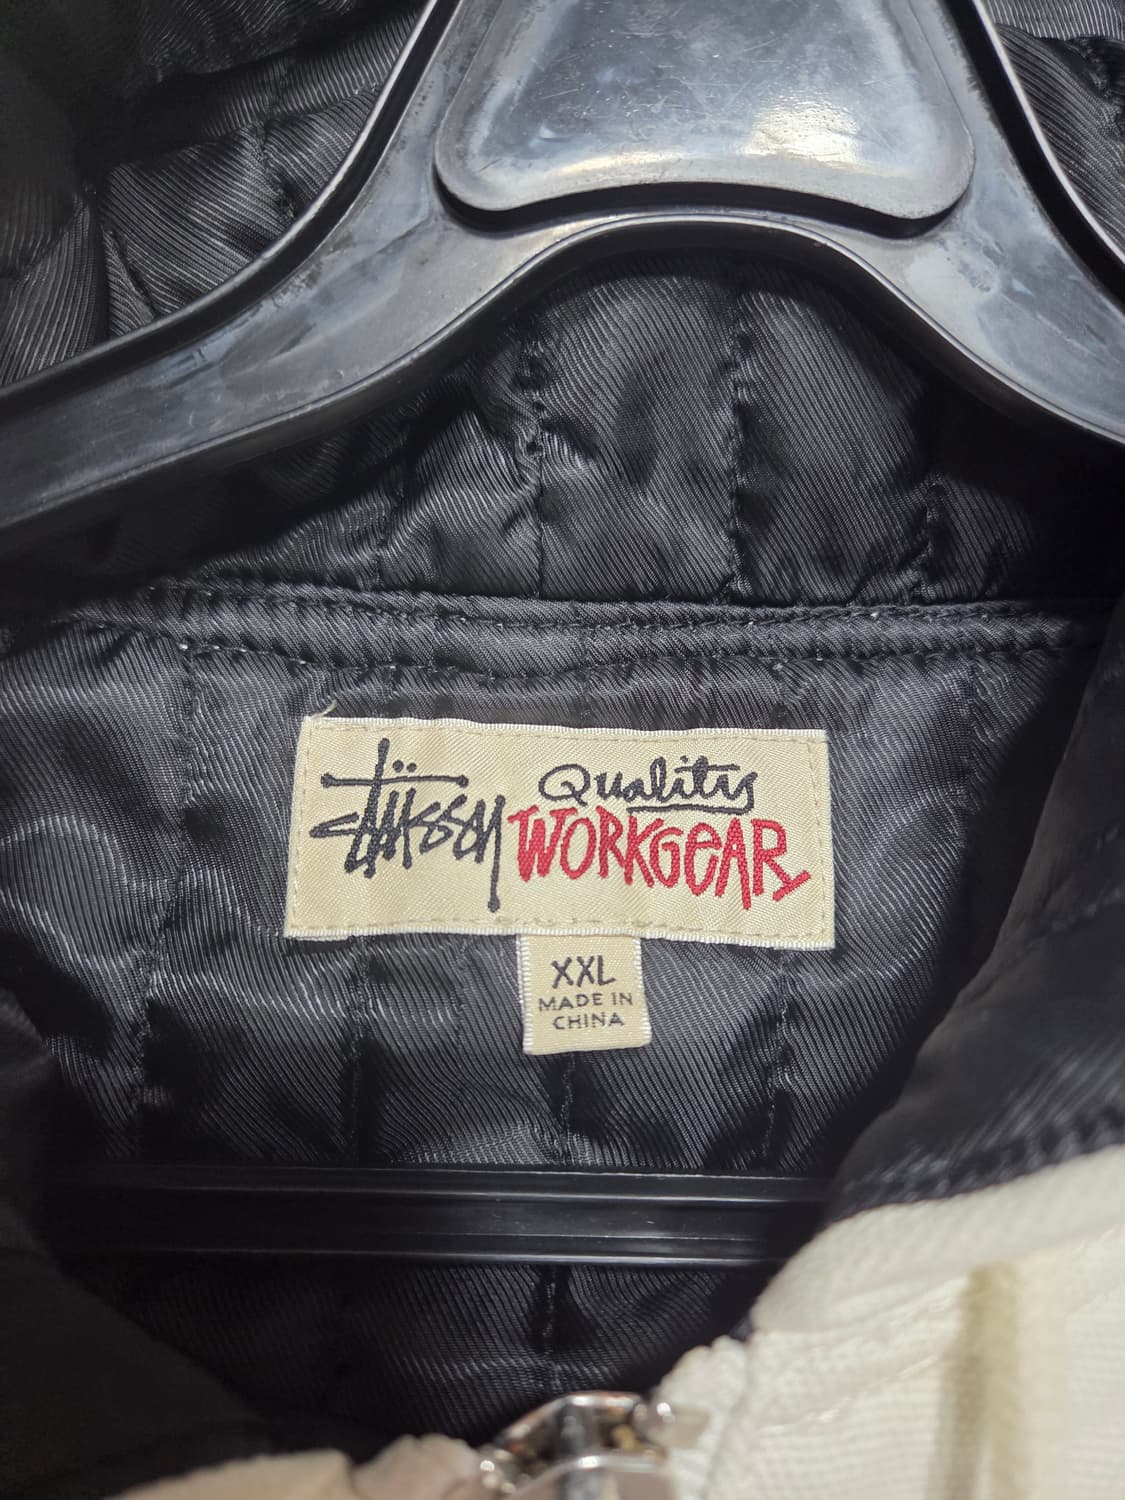 Stüssy Quality
WORKGEAR
XXL
MADE IN
CHINA